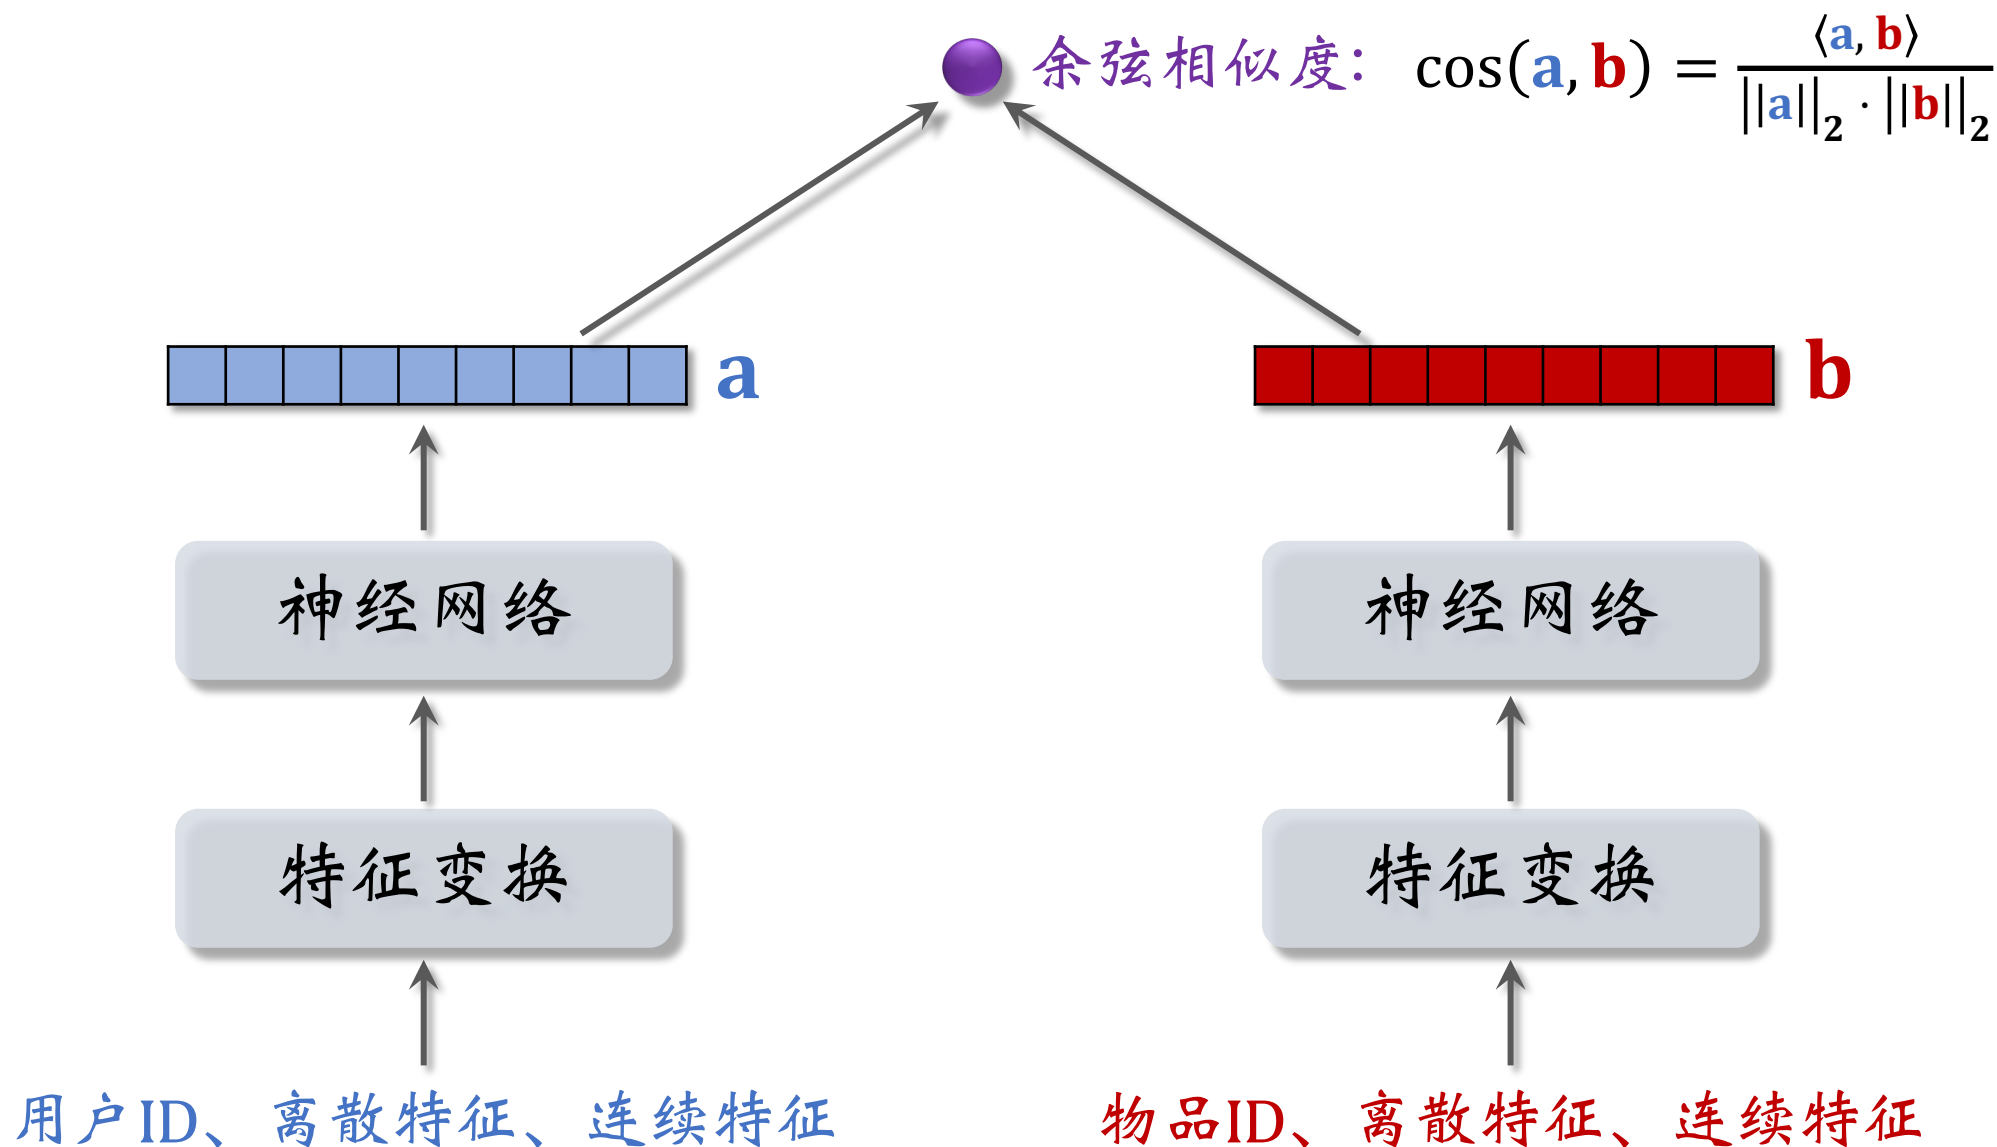 余弦相似度: cos(a, b) = ⟨a, b⟩ / ||a||₂ · ||b||₂
a
b
神经网络
神经网络
特征变换
特征变换
用户ID、离散特征、连续特征
物品ID、离散特征、连续特征